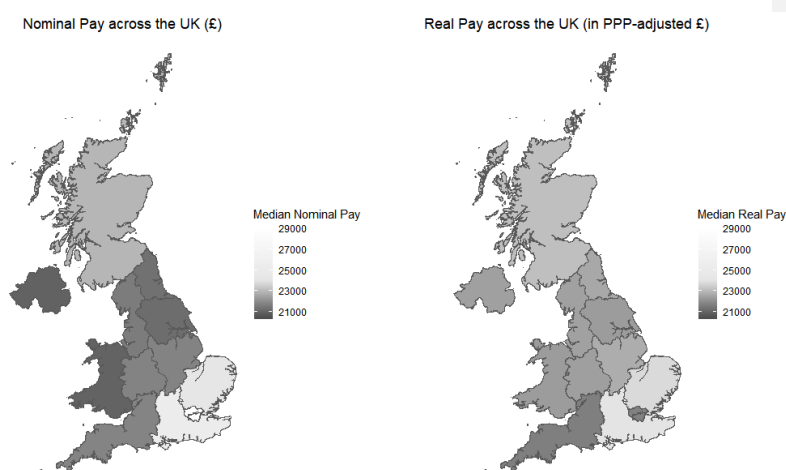 Nominal Pay across the UK (£)
Real Pay across the UK (in PPP-adjusted £)
Median Nominal Pay
29000
27000
25000
23000
21000
Median Real Pay
29000
27000
25000
23000
21000